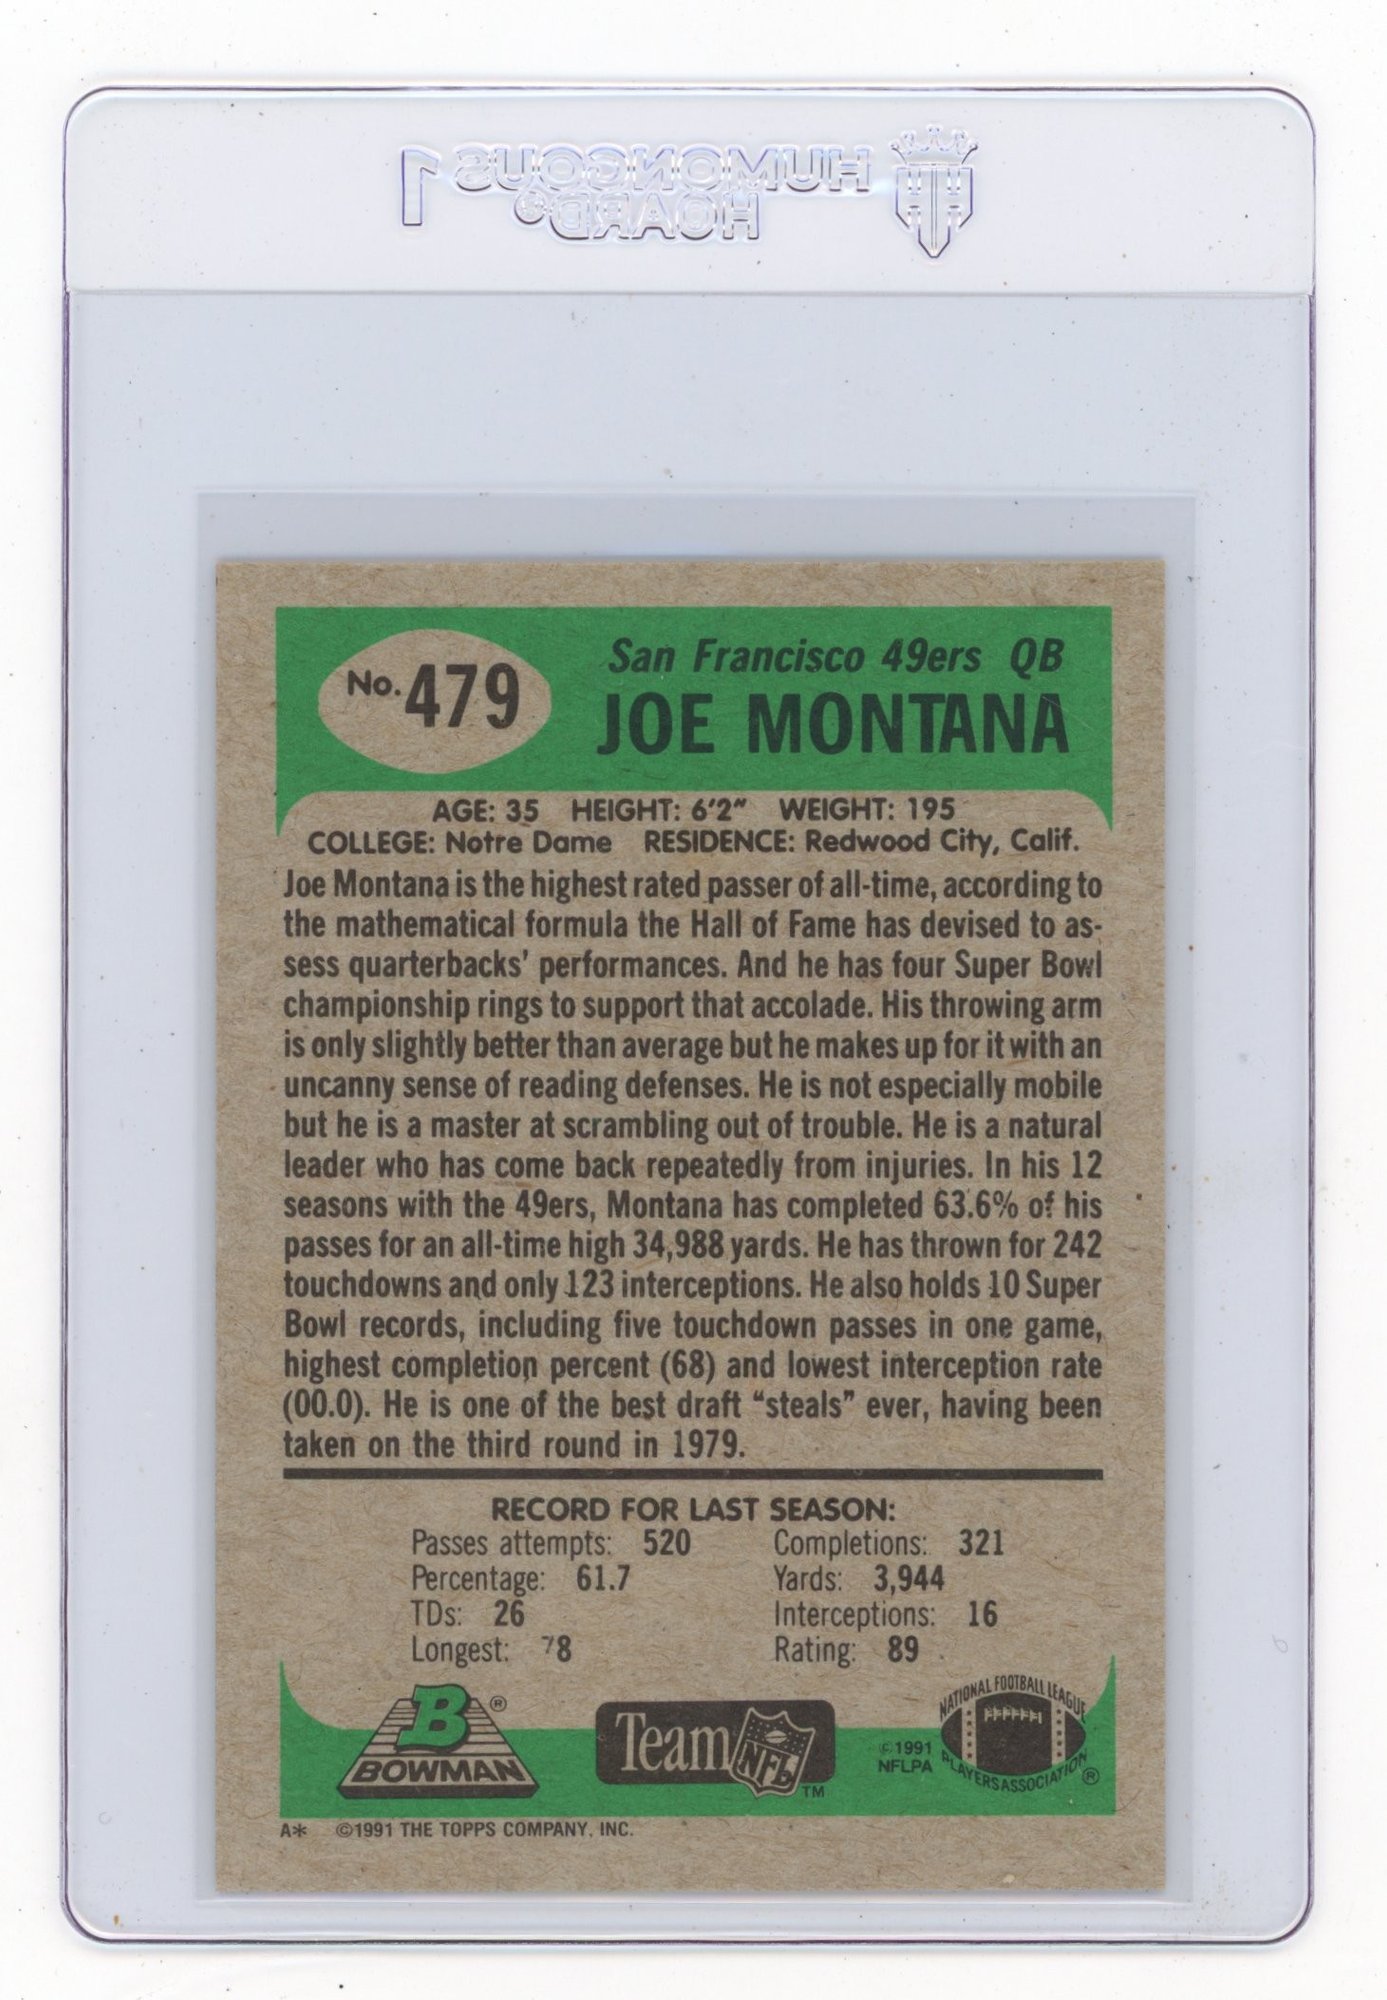 HUMONGOUS
HOARD®
1
No. 479
San Francisco 49ers QB
JOE MONTANA
AGE: 35 HEIGHT: 6'2" WEIGHT: 195
COLLEGE: Notre Dame RESIDENCE: Redwood City, Calif.
Joe Montana is the highest rated passer of all-time, according to
the mathematical formula the Hall of Fame has devised to as-
sess quarterbacks' performances. And he has four Super Bowl
championship rings to support that accolade. His throwing arm
is only slightly better than average but he makes up for it with an
uncanny sense of reading defenses. He is not especially mobile
but he is a master at scrambling out of trouble. He is a natural
leader who has come back repeatedly from injuries. In his 12
seasons with the 49ers, Montana has completed 63.6% of his
passes for an all-time high 34,988 yards. He has thrown for 242
touchdowns and only 123 interceptions. He also holds 10 Super
Bowl records, including five touchdown passes in one game,
highest completion percent (68) and lowest interception rate
(00.0). He is one of the best draft "steals" ever, having been
taken on the third round in 1979.
RECORD FOR LAST SEASON:
Passes attempts: 520 Completions: 321
Percentage: 61.7 Yards: 3,944
TDs: 26 Interceptions: 16
Longest: 78 Rating: 89
B®
BOWMAN
Team NFL™
©1991
NFLPA
NATIONAL FOOTBALL LEAGUE
PLAYERS ASSOCIATION®
A* ©1991 THE TOPPS COMPANY, INC.